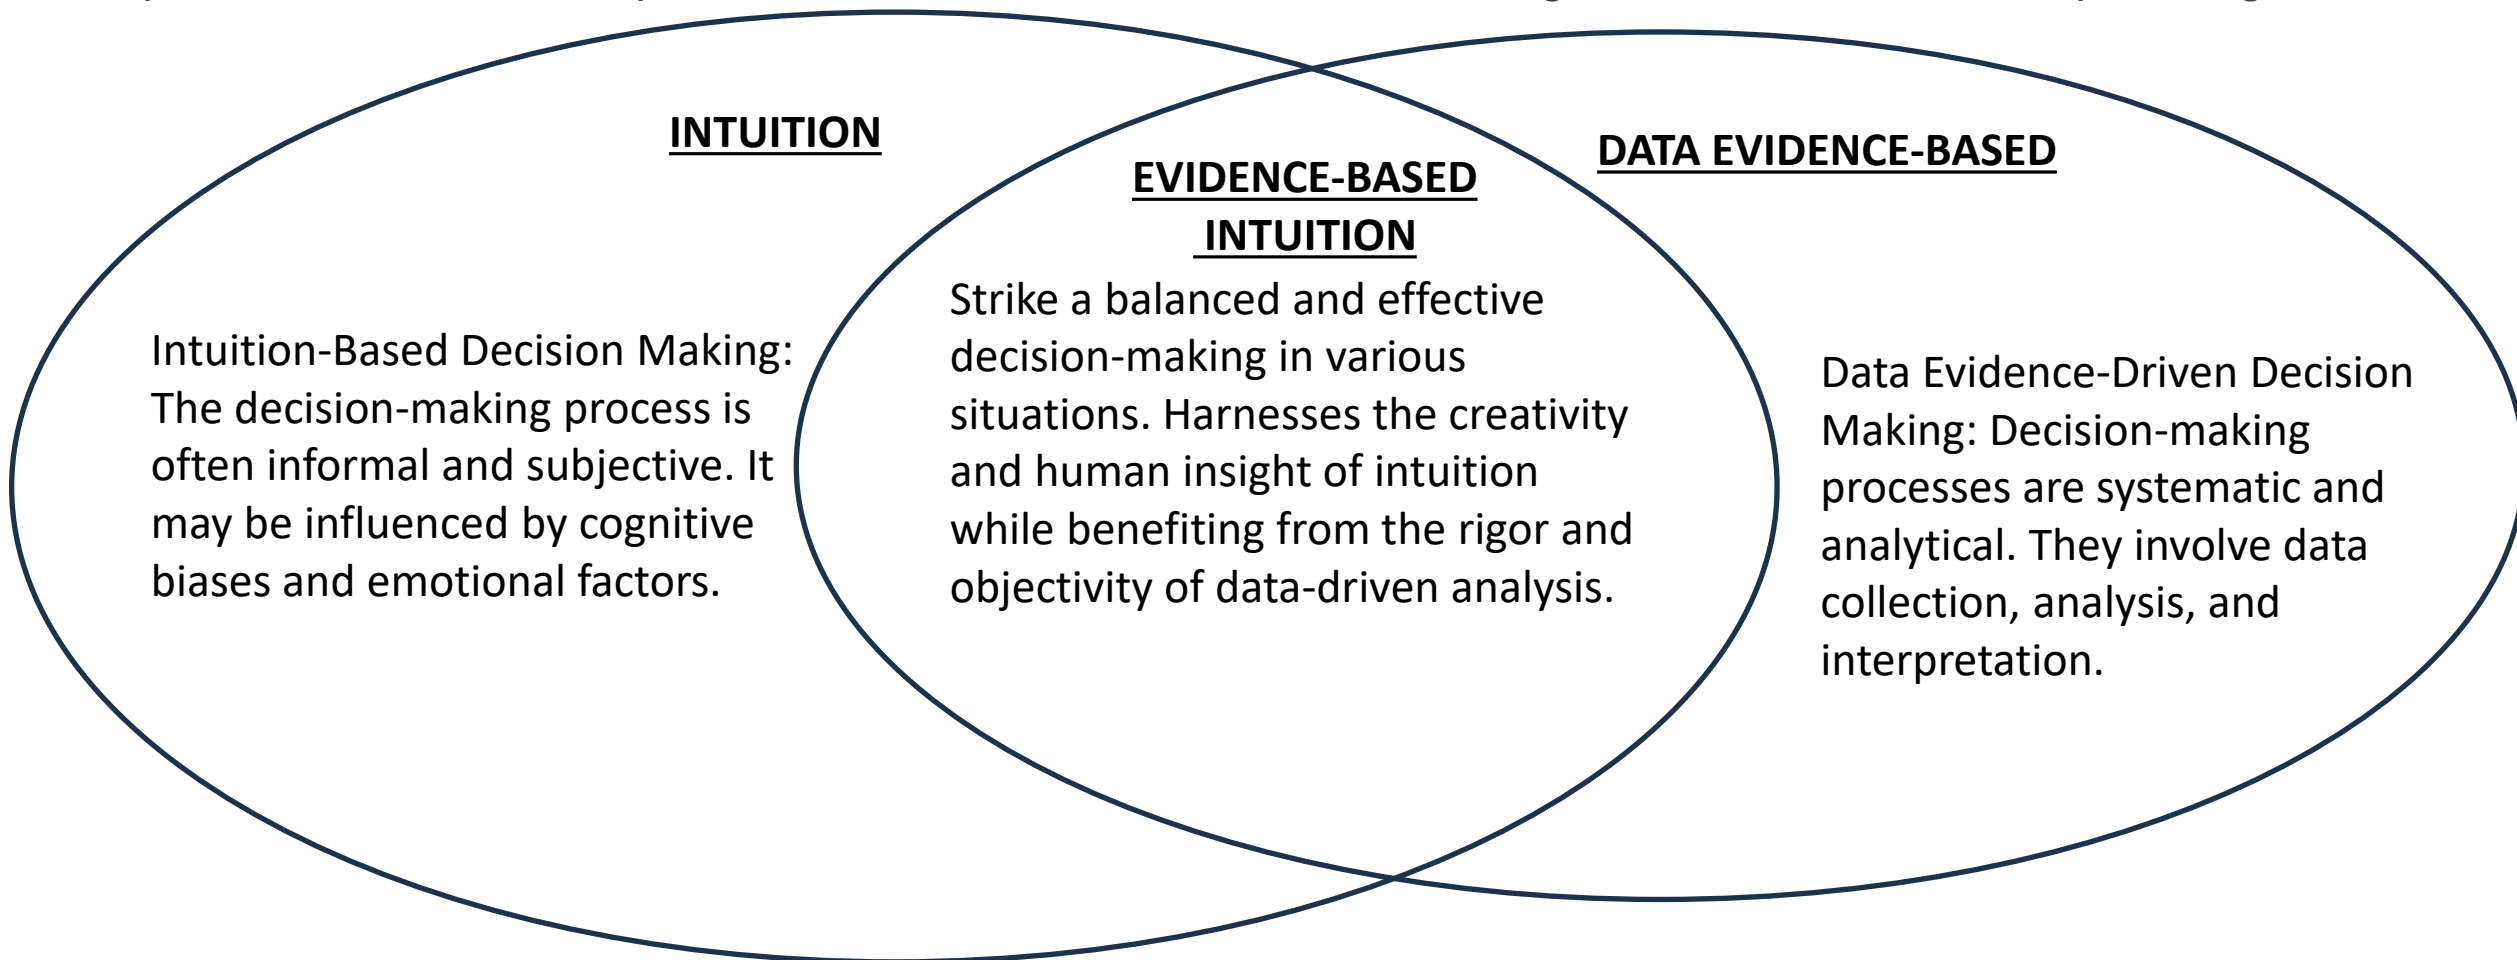 INTUITION
Intuition-Based Decision Making:
The decision-making process is
often informal and subjective. It
may be influenced by cognitive
biases and emotional factors.
EVIDENCE-BASED
INTUITION
Strike a balanced and effective
decision-making in various
situations. Harnesses the creativity
and human insight of intuition
while benefiting from the rigor and
objectivity of data-driven analysis.
DATA EVIDENCE-BASED
Data Evidence-Driven Decision
Making: Decision-making
processes are systematic and
analytical. They involve data
collection, analysis, and
interpretation.